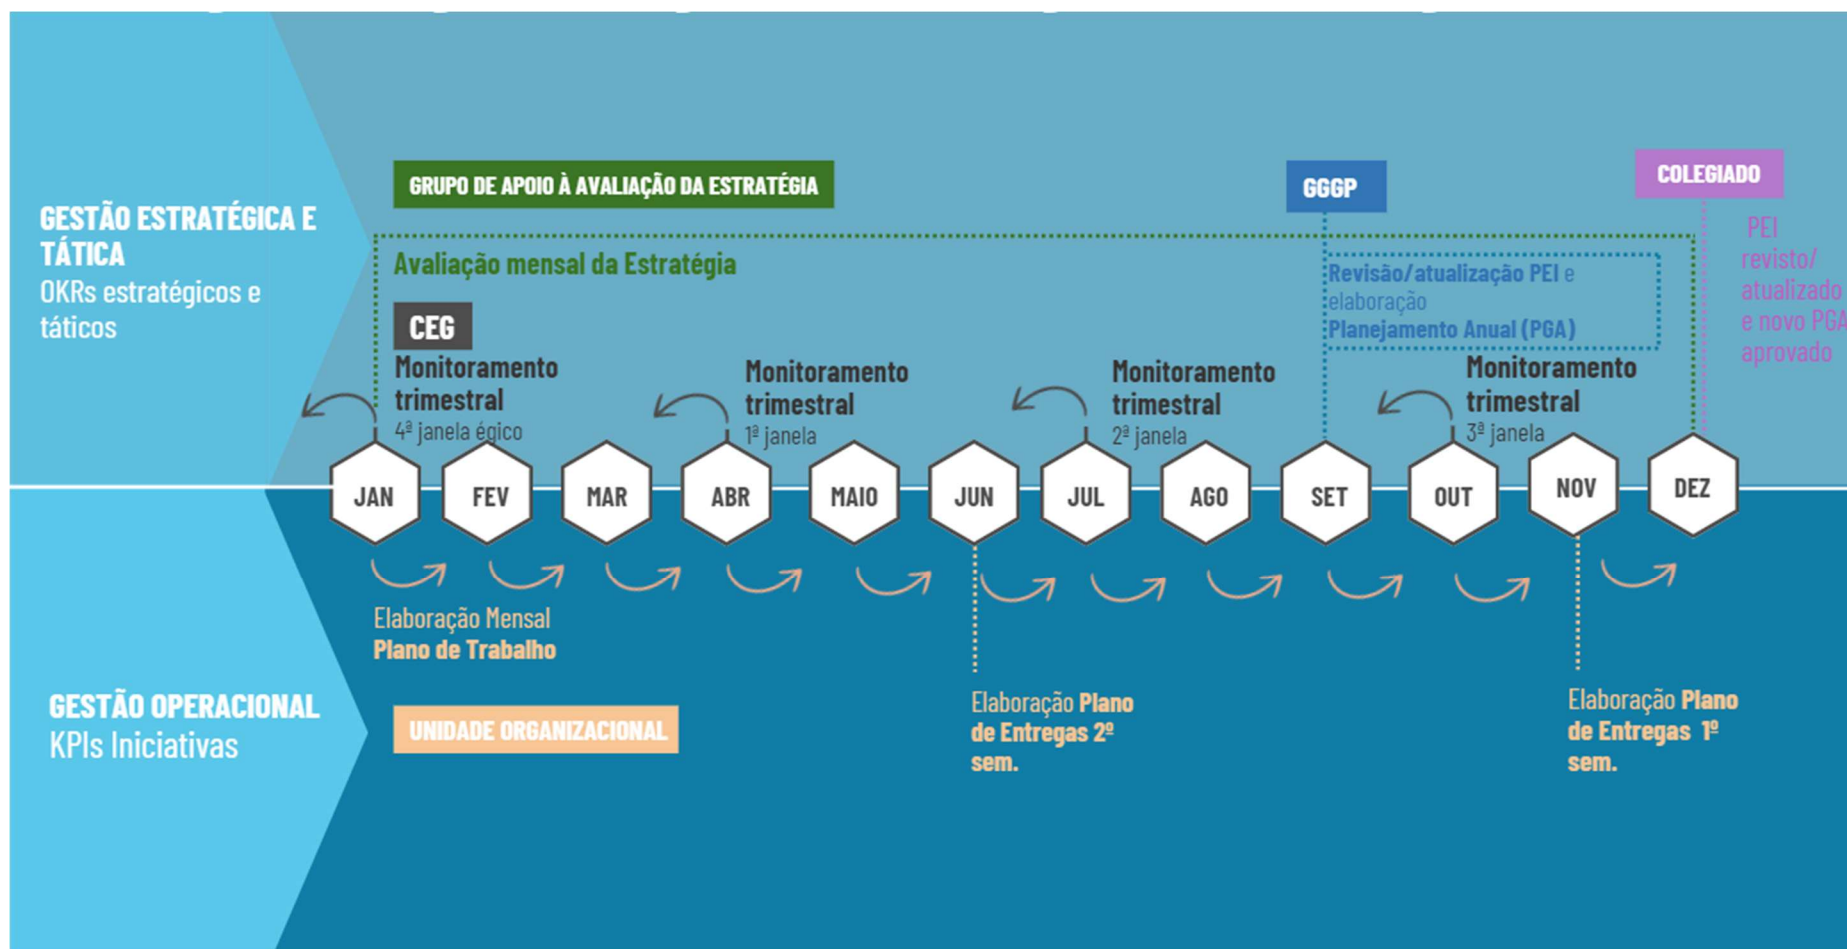 GESTÃO ESTRATÉGICA E
TÁTICA
OKRs estratégicos e
táticos
GRUPO DE APOIO À AVALIAÇÃO DA ESTRATÉGIA
GGGP
COLEGIADO
Avaliação mensal da Estratégia
Revisão/atualização PEI e
elaboração
Planejamento Anual (PGA)
PEI
revisto/
atualizado
e novo PGA
aprovado
CEG
Monitoramento
trimestral
4ª janela égico
Monitoramento
trimestral
1ª janela
Monitoramento
trimestral
2ª janela
Monitoramento
trimestral
3ª janela
JAN
FEV
MAR
ABR
MAIO
JUN
JUL
AGO
SET
OUT
NOV
DEZ
Elaboração Mensal
Plano de Trabalho
GESTÃO OPERACIONAL
KPIs Iniciativas
UNIDADE ORGANIZACIONAL
Elaboração Plano
de Entregas 2º
sem.
Elaboração Plano
de Entregas 1º
sem.